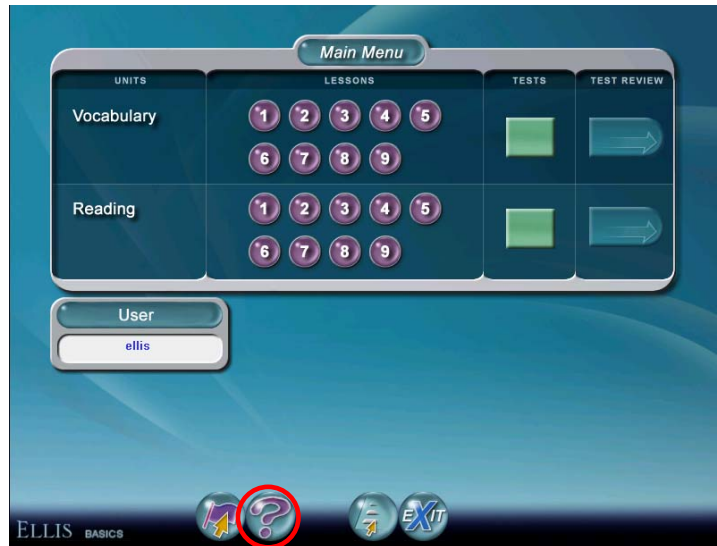 Main Menu
UNITS LESSONS TESTS TEST REVIEW
Vocabulary 1 2 3 4 5
6 7 8 9
Reading 1 2 3 4 5
6 7 8 9
User
ellis
?
EXIT
ELLIS BASICS